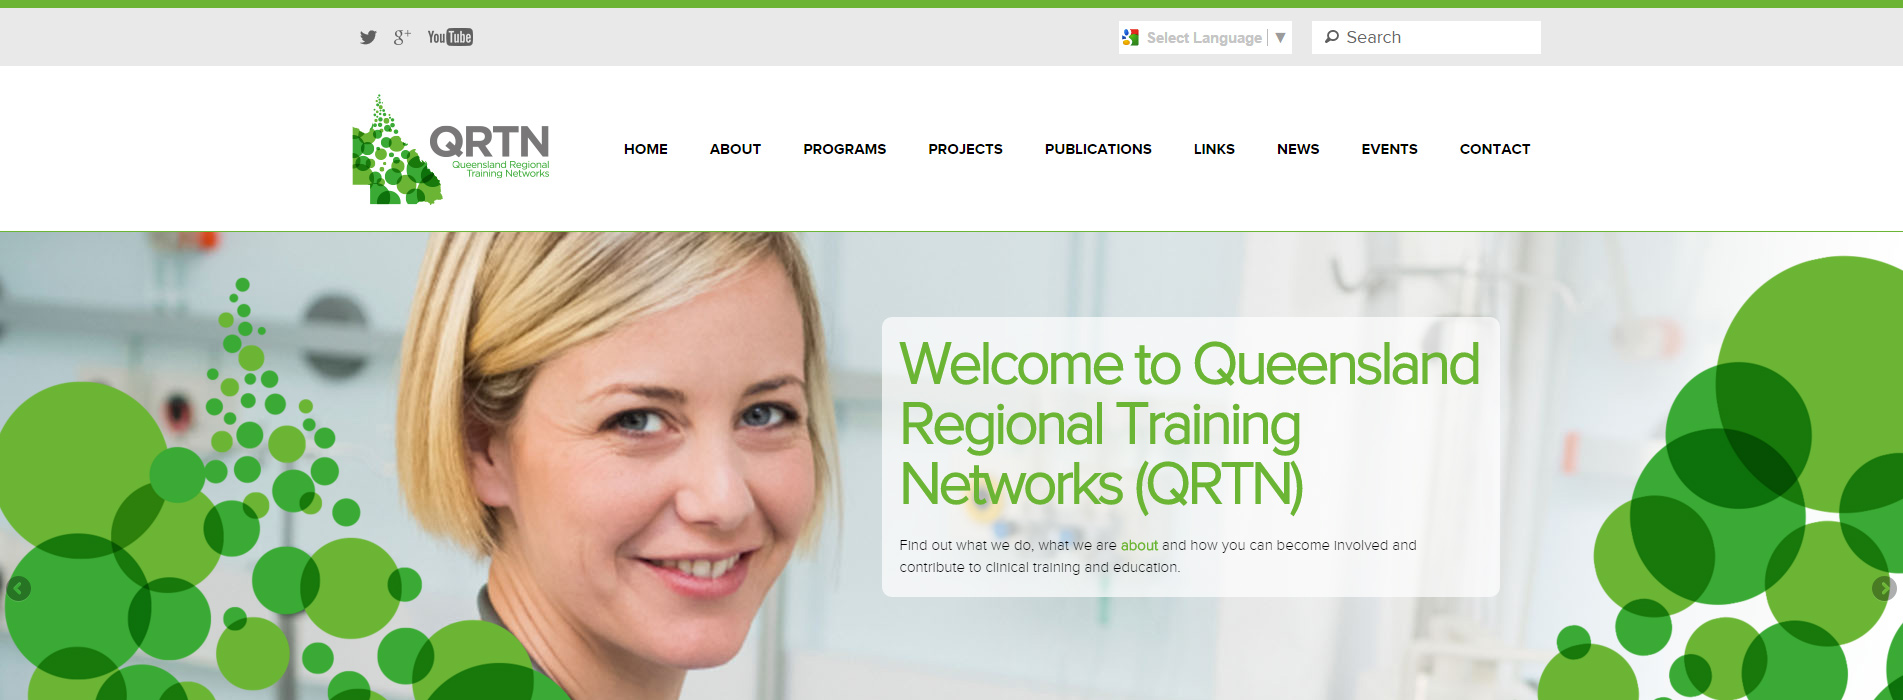 g+
You Tube
Select Language
Search
QRTN
Queensland Regional
Training Networks
HOME
ABOUT
PROGRAMS
PROJECTS
PUBLICATIONS
LINKS
NEWS
EVENTS
CONTACT
Welcome to Queensland
Regional Training
Networks (QRTN)
Find out what we do, what we are about and how you can become involved and
contribute to clinical training and education.